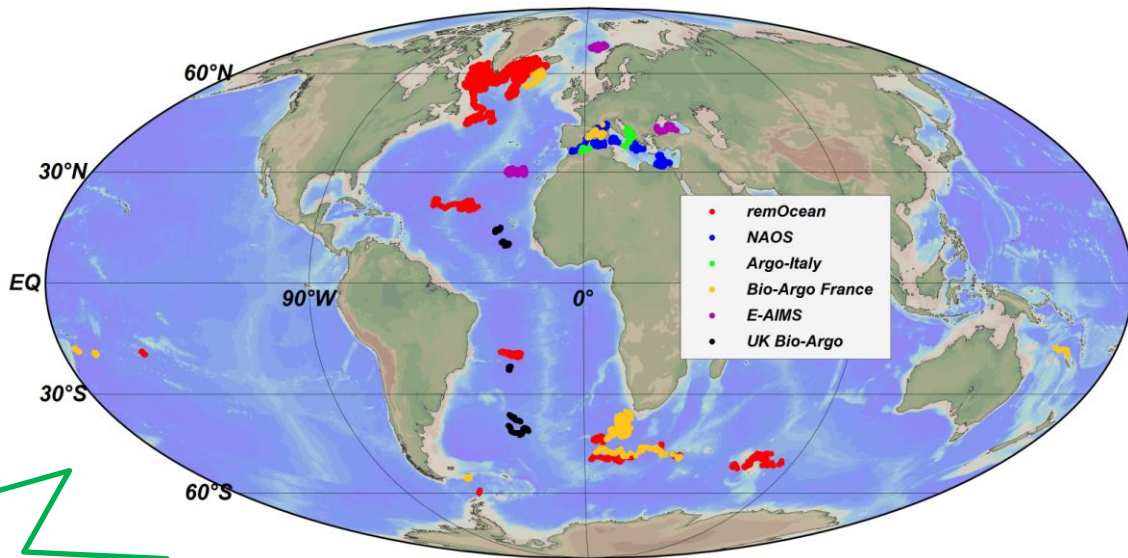 60°N
30°N
EQ
90°W
0°
30°S
60°S
remOcean
NAOS
Argo-Italy
Bio-Argo France
E-AIMS
UK Bio-Argo